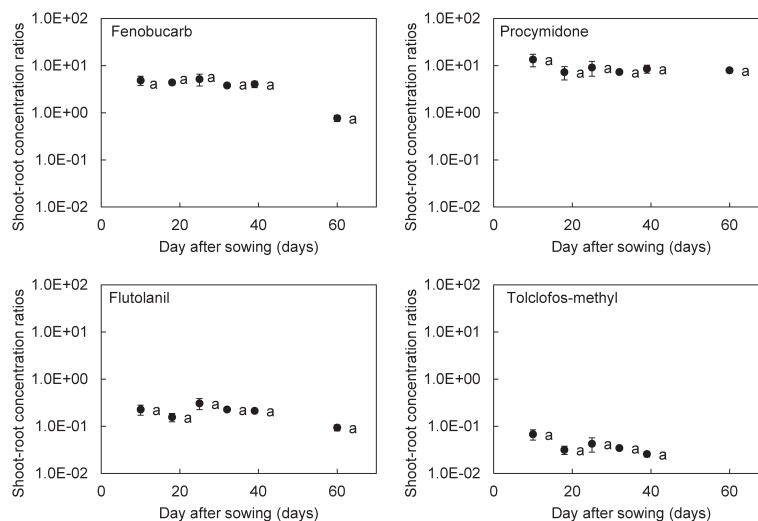 Fenobucarb
Shoot-root concentration ratios
1.0E+02
1.0E+01
1.0E+00
1.0E-01
1.0E-02
a a a a a a
0 20 40 60
Day after sowing (days)
Procymidone
Shoot-root concentration ratios
1.0E+02
1.0E+01
1.0E+00
1.0E-01
1.0E-02
a a a a a a
0 20 40 60
Day after sowing (days)
Flutolanil
Shoot-root concentration ratios
1.0E+02
1.0E+01
1.0E+00
1.0E-01
1.0E-02
a a a a a a
0 20 40 60
Day after sowing (days)
Tolclofos-methyl
Shoot-root concentration ratios
1.0E+02
1.0E+01
1.0E+00
1.0E-01
1.0E-02
a a a a a
0 20 40 60
Day after sowing (days)